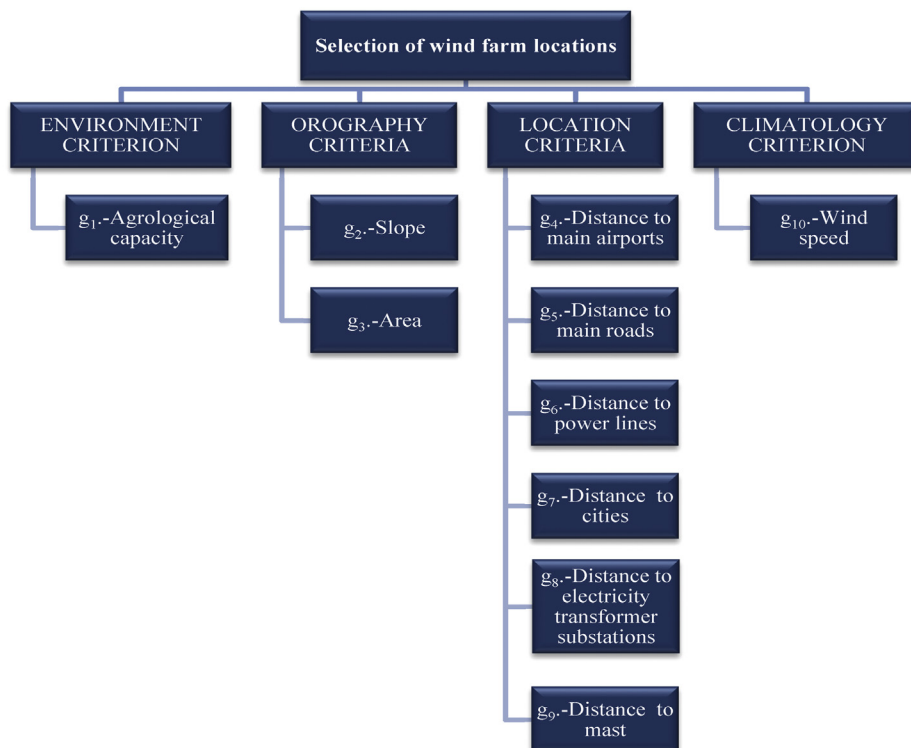 Selection of wind farm locations
ENVIRONMENT
CRITERION
OROGRAPHY
CRITERIA
LOCATION
CRITERIA
CLIMATOLOGY
CRITERION
g₁.-Agrológical
capacity
g₂.-Slope
g₃.-Area
g₄.-Distance to
main airports
g₅.-Distance to
main roads
g₆.-Distance to
power lines
g₇.-Distance to
cities
g₈.-Distance to
electricity
transformer
substations
g₉.-Distance to
mast
g₁₀.-Wind
speed